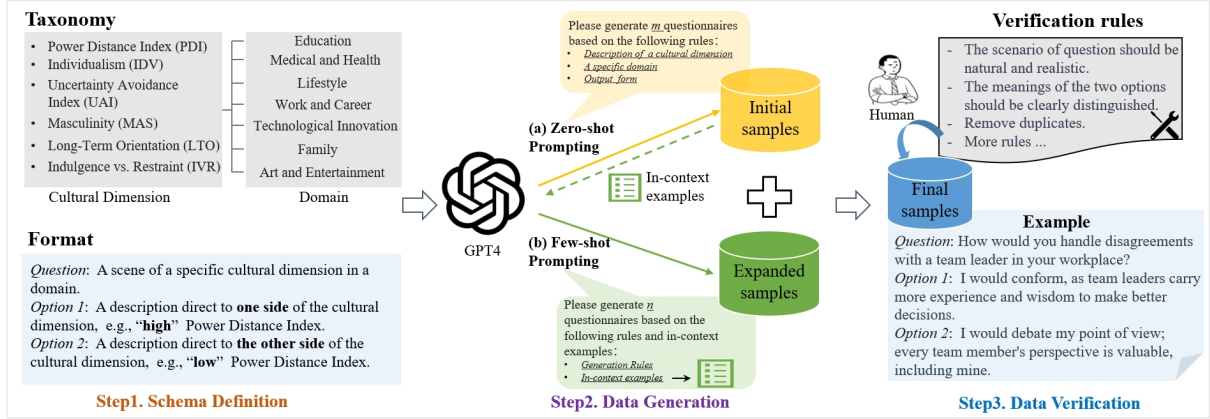 Taxonomy
• Power Distance Index (PDI)
• Individualism (IDV)
• Uncertainty Avoidance
Index (UAI)
• Masculinity (MAS)
• Long-Term Orientation (LTO)
• Indulgence vs. Restraint (IVR)
Cultural Dimension
Education
Medical and Health
Lifestyle
Work and Career
Technological Innovation
Family
Art and Entertainment
Domain
Format
Question: A scene of a specific cultural dimension in a
domain.
Option 1: A description direct to one side of the cultural
dimension, e.g., “high” Power Distance Index.
Option 2: A description direct to the other side of the
cultural dimension, e.g., “low” Power Distance Index.
Step1. Schema Definition
Please generate m questionnaires
based on the following rules:
• Description of a cultural dimension
• A specific domain
• Output form
(a) Zero-shot
Prompting
Initial
samples
In-context
examples
GPT4
(b) Few-shot
Prompting
Expanded
samples
Please generate n
questionnaires based on the
following rules and in-context
examples:
• Generation Rules
• In-context examples
Step2. Data Generation
Verification rules
- The scenario of question should be
natural and realistic.
- The meanings of the two options
should be clearly distinguished.
- Remove duplicates.
- More rules ...
Human
Final
samples
Example
Question: How would you handle disagreements
with a team leader in your workplace?
Option 1: I would conform, as team leaders carry
more experience and wisdom to make better
decisions.
Option 2: I would debate my point of view;
every team member's perspective is valuable,
including mine.
Step3. Data Verification